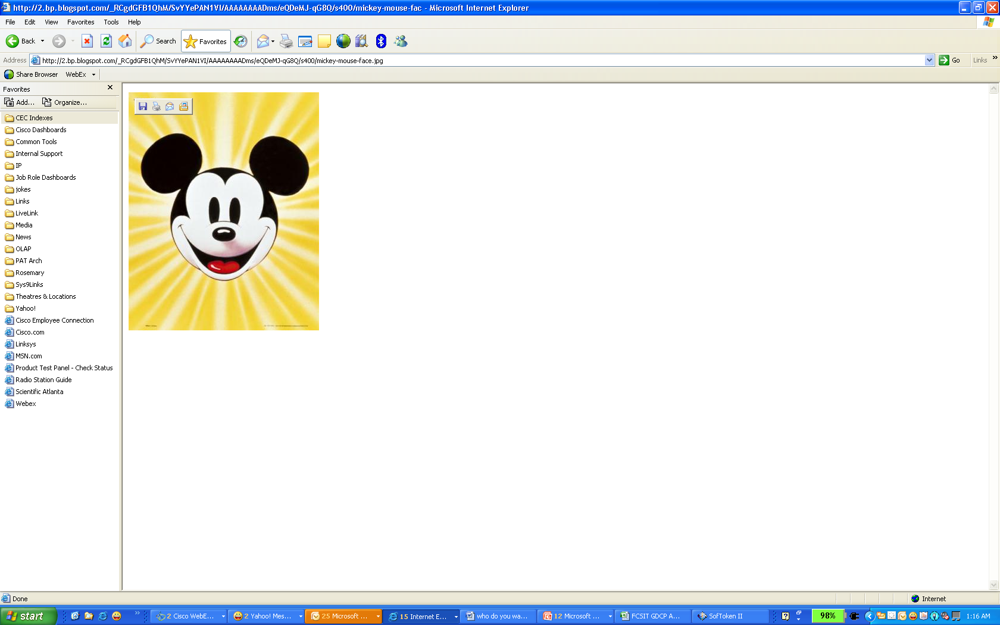 http://2.bp.blogspot.com/_RCgdGFB1QhM/SvYYePAN1VI/AAAAAAAADms/eQDeMJ-qG8Q/s400/mickey-mouse-fac - Microsoft Internet Explorer
File Edit View Favorites Tools Help
Back Search Favorites
Address http://2.bp.blogspot.com/_RCgdGFB1QhM/SvYYePAN1VI/AAAAAAAADms/eQDeMJ-qG8Q/s400/mickey-mouse-face.jpg Go Links »
Share Browser WebEx
Favorites
Add... Organize...
CEC Indexes
Cisco Dashboards
Common Tools
Internal Support
IP
Job Role Dashboards
jokes
Links
LiveLink
Media
News
OLAP
PAT Arch
Rosemary
Sys9Links
Theatres & Locations
Yahoo!
Cisco Employee Connection
Cisco.com
Linksys
MSN.com
Product Test Panel - Check Status
Radio Station Guide
Scientific Atlanta
Webex
Done Internet
start » 2 Cisco WebE... 2 Yahoo! Mes... 25 Microsoft ... 15 Internet E... who do you wa... 12 Microsoft ... FCSIT GDCP A... SofToken II 98% 1:16 AM